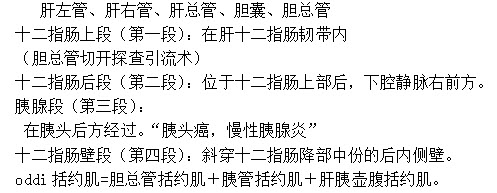 肝左管、肝右管、肝总管、胆囊、胆总管
十二指肠上段（第一段）：在肝十二指肠韧带内
（胆总管切开探查引流术）
十二指肠后段（第二段）：位于十二指肠上部后，下腔静脉右前方。
胰腺段（第三段）：
在胰头后方经过。“胰头癌，慢性胰腺炎”
十二指肠壁段（第四段）：斜穿十二指肠降部中份的后内侧壁。
oddi 括约肌=胆总管括约肌＋胰管括约肌＋肝胰壶腹括约肌。